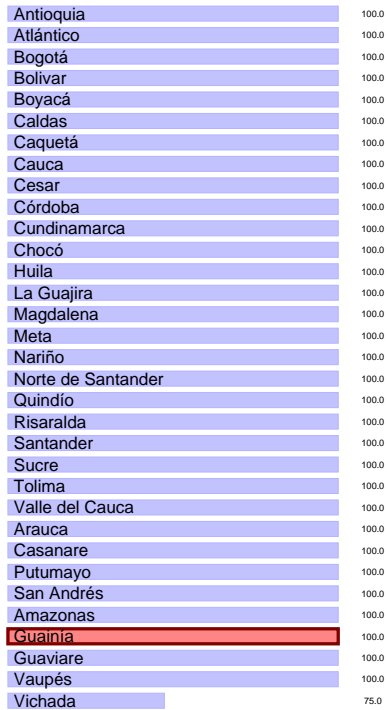 Antioquia 100.0
Atlántico 100.0
Bogotá 100.0
Bolivar 100.0
Boyacá 100.0
Caldas 100.0
Caquetá 100.0
Cauca 100.0
Cesar 100.0
Córdoba 100.0
Cundinamarca 100.0
Chocó 100.0
Huila 100.0
La Guajira 100.0
Magdalena 100.0
Meta 100.0
Nariño 100.0
Norte de Santander 100.0
Quindío 100.0
Risaralda 100.0
Santander 100.0
Sucre 100.0
Tolima 100.0
Valle del Cauca 100.0
Arauca 100.0
Casanare 100.0
Putumayo 100.0
San Andrés 100.0
Amazonas 100.0
Guainía 100.0
Guaviare 100.0
Vaupés 100.0
Vichada 75.0